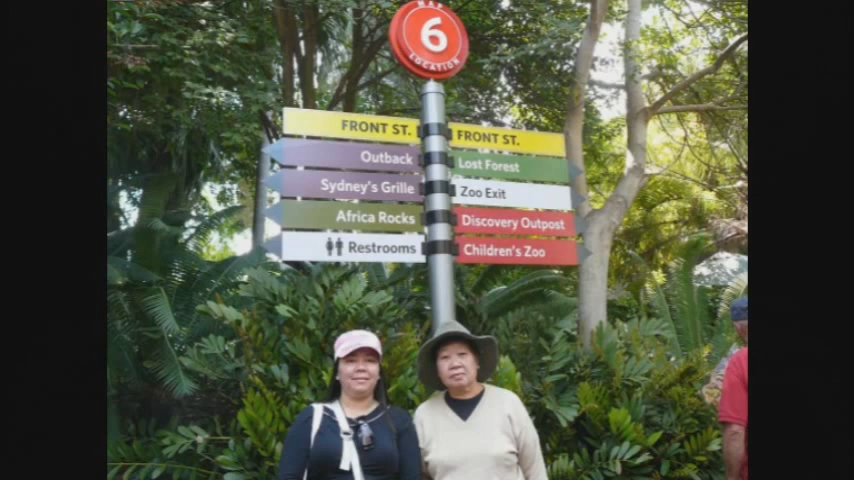 MAP
6
LOCATION
FRONT ST.
Outback
Sydney's Grille
Africa Rocks
Restrooms
FRONT ST.
Lost Forest
Zoo Exit
Discovery Outpost
Children's Zoo